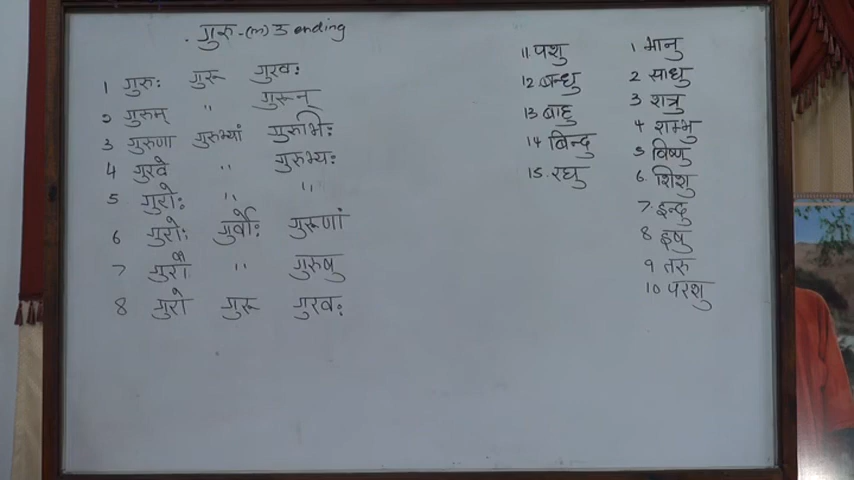 . गुरु - (m) उ ending
1 गुरुः गुरू गुरवः
2 गुरुम् " गुरून्
3 गुरुणा गुरुभ्यां गुरुभिः
4 गुरवे " गुरुभ्यः
5 गुरोः " "
6 गुरोः गुर्वोः गुरूणां
7 गुरौ " गुरुषु
8 गुरो गुरू गुरवः
11 पशु
12 बन्धु
13 बाहु
14 बिन्दु
15. रघु
1 भानु
2 साधु
3 शत्रु
4 शम्भु
5 विष्णु
6. शिशु
7 इन्दु
8 इषु
9 तरु
10 परशु